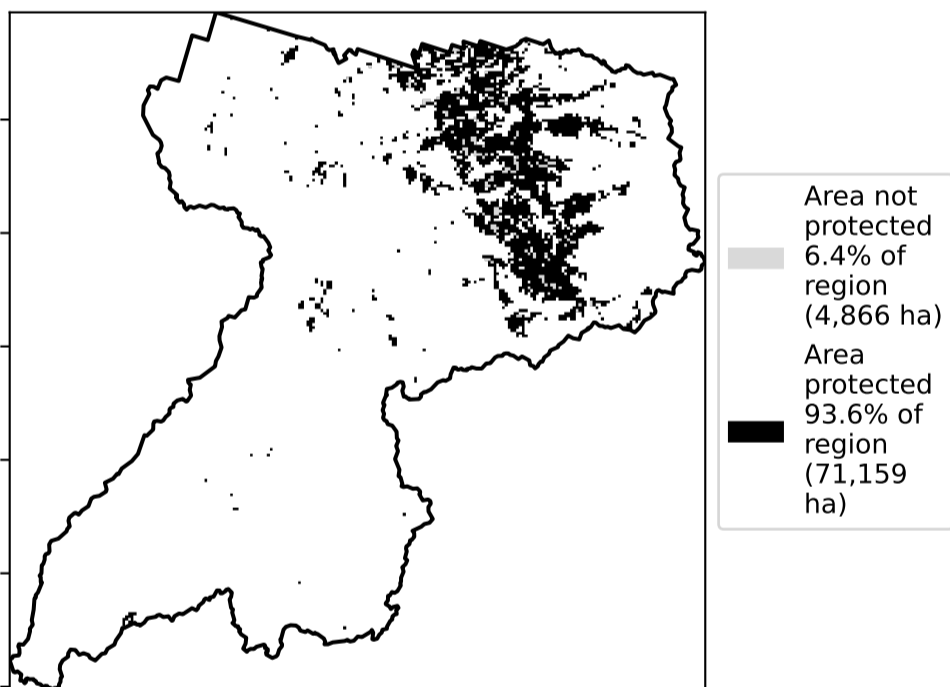 Area not
protected
6.4% of
region
(4,866 ha)
Area
protected
93.6% of
region
(71,159
ha)